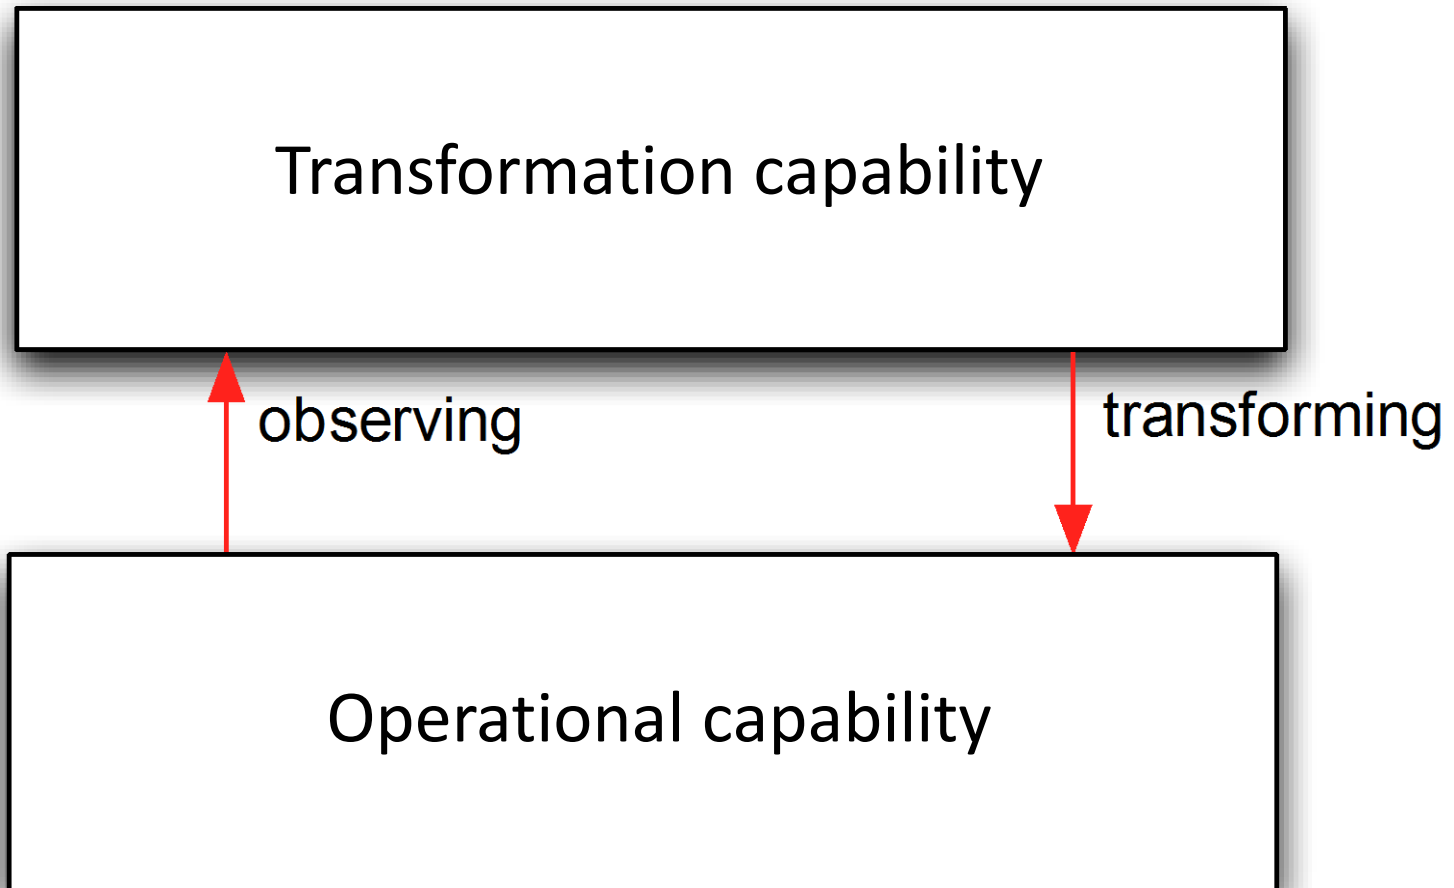 Transformation capability
observing
transforming
Operational capability